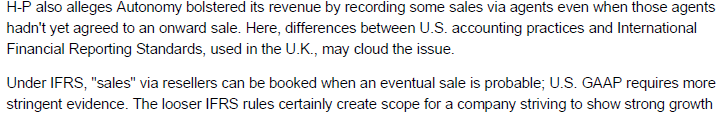 H-P also alleges Autonomy bolstered its revenue by recording some sales via agents even when those agents
hadn't yet agreed to an onward sale. Here, differences between U.S. accounting practices and International
Financial Reporting Standards, used in the U.K., may cloud the issue.
Under IFRS, "sales" via resellers can be booked when an eventual sale is probable; U.S. GAAP requires more
stringent evidence. The looser IFRS rules certainly create scope for a company striving to show strong growth